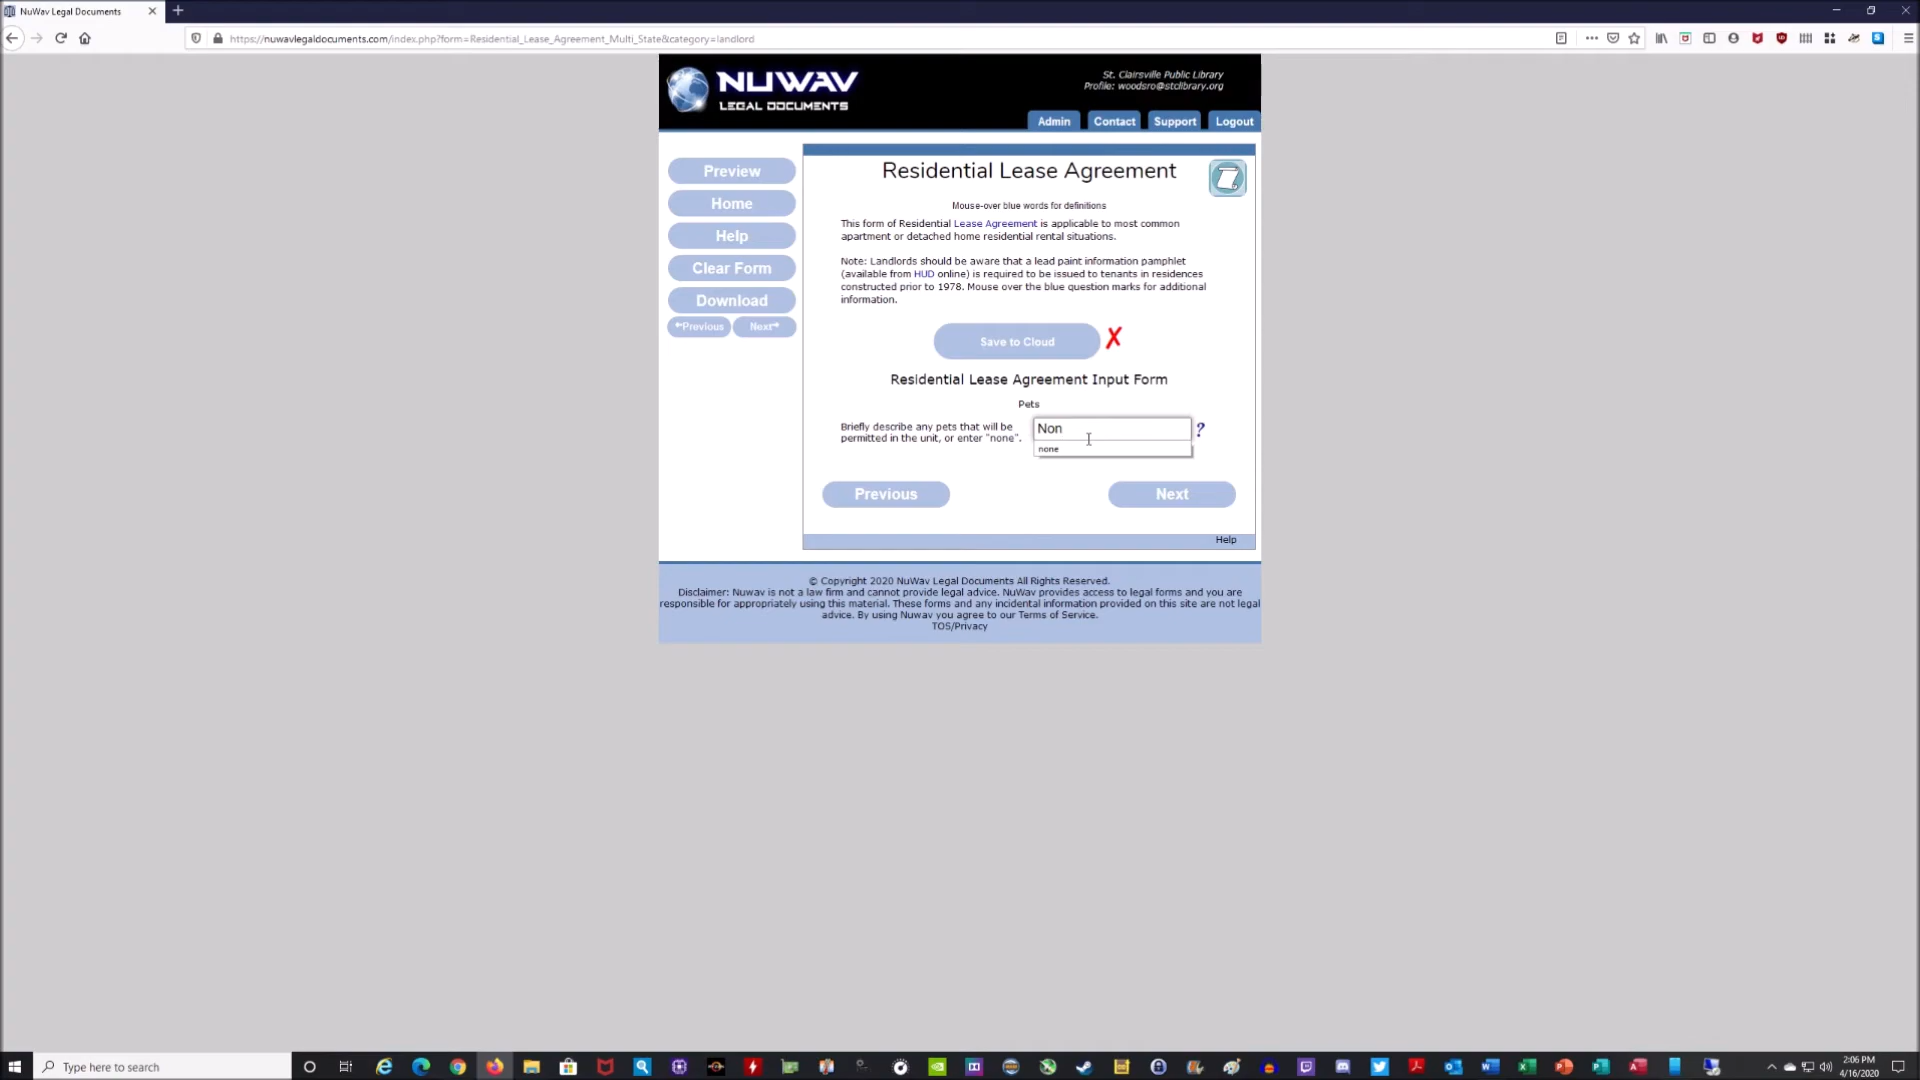 NuWav Legal Documents
https://nuwavlegaldocuments.com/index.php?form=Residential_Lease_Agreement_Multi_State&category=landlord
NUWAV
LEGAL DOCUMENTS
St. Clairsville Public Library
Profile: woodsro@stclibrary.org
Admin
Contact
Support
Logout
Preview
Home
Help
Clear Form
Download
Previous
Next
Residential Lease Agreement
Mouse-over blue words for definitions
This form of Residential Lease Agreement is applicable to most common
apartment or detached home residential rental situations.
Note: Landlords should be aware that a lead paint information pamphlet
(available from HUD online) is required to be issued to tenants in residences
constructed prior to 1978. Mouse over the blue question marks for additional
information.
Save to Cloud
✗
Residential Lease Agreement Input Form
Pets
Briefly describe any pets that will be
permitted in the unit, or enter "none".
Non
?
none
Previous
Next
Help
© Copyright 2020 NuWav Legal Documents All Rights Reserved.
Disclaimer: Nuwav is not a law firm and cannot provide legal advice. NuWav provides access to legal forms and you are
responsible for appropriately using this material. These forms and any incidental information provided on this site are not legal
advice. By using Nuwav you agree to our Terms of Service.
TOS/Privacy
Type here to search
2:06 PM
4/16/2020